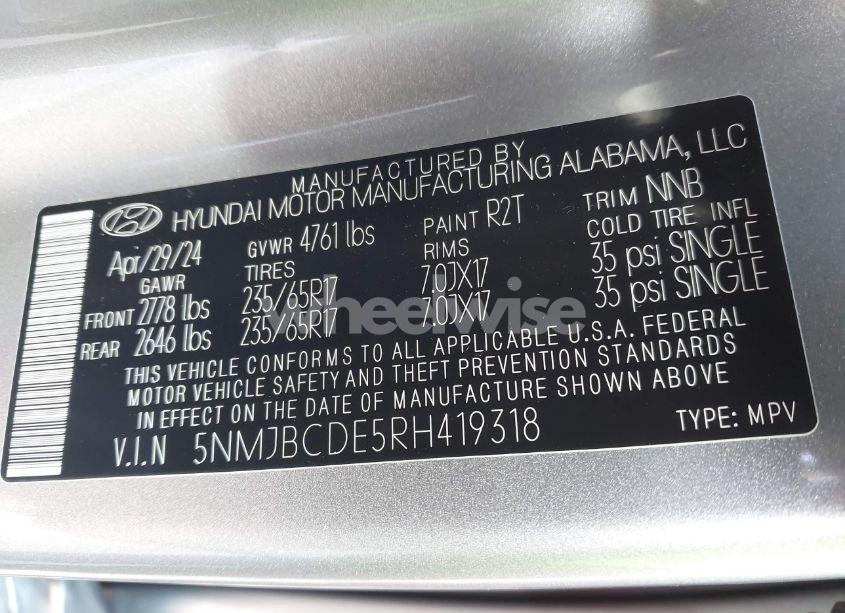 MANUFACTURED BY
HYUNDAI MOTOR MANUFACTURING ALABAMA, LLC
Apr/29/24 GVWR 4761 lbs PAINT R2T TRIM NNB
GAWR TIRES RIMS COLD TIRE INFL
FRONT 2778 lbs 235/65R17 7.0JX17 35 psi SINGLE
REAR 2646 lbs 235/65R17 7.0JX17 35 psi SINGLE
THIS VEHICLE CONFORMS TO ALL APPLICABLE U.S.A. FEDERAL
MOTOR VEHICLE SAFETY AND THEFT PREVENTION STANDARDS
IN EFFECT ON THE DATE OF MANUFACTURE SHOWN ABOVE
V.I.N 5NMJBCDE5RH419318 TYPE: MPV